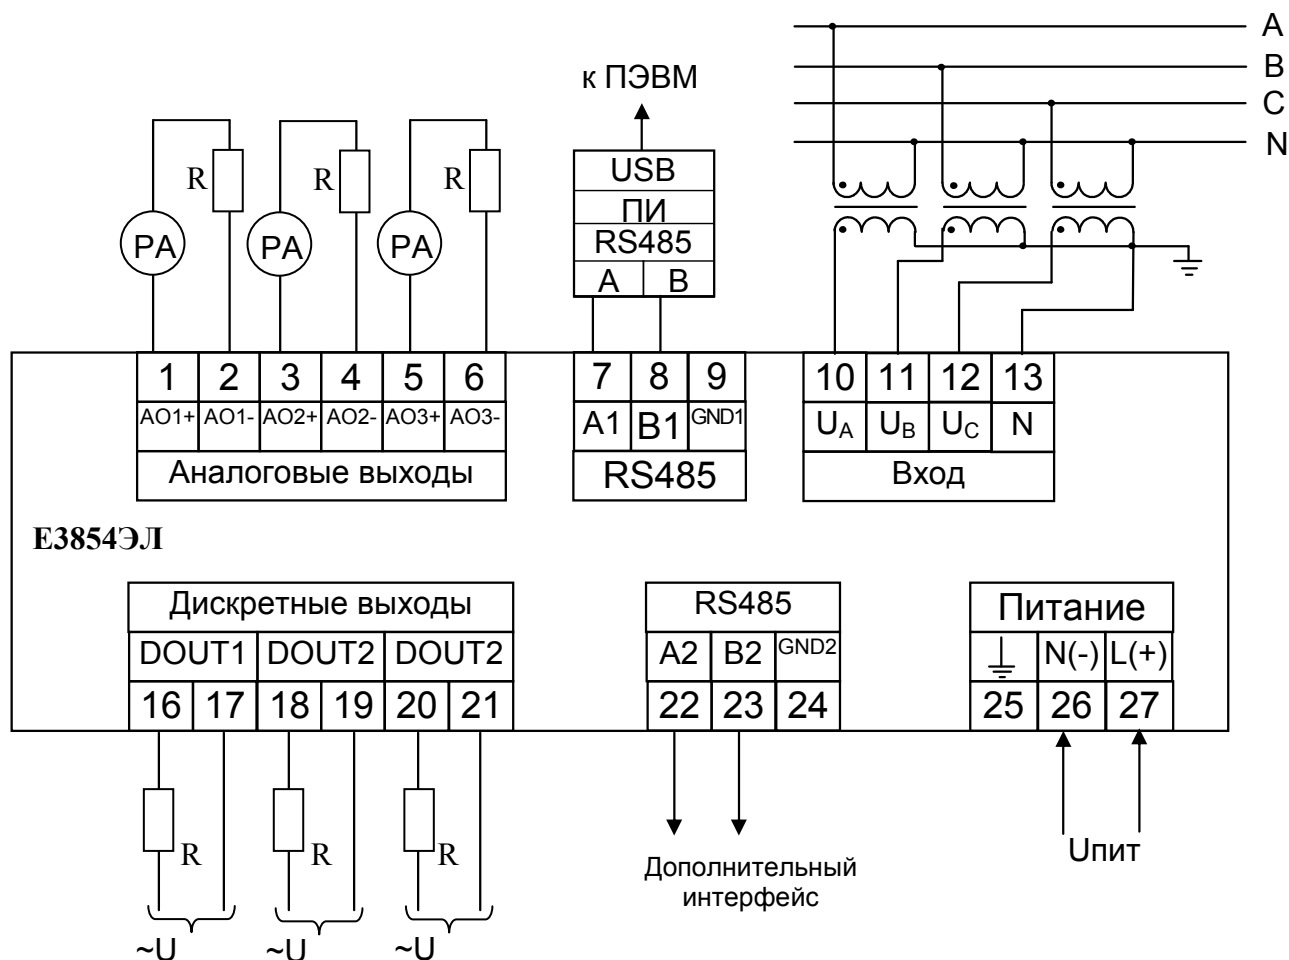 A
B
C
N
к ПЭВМ
USB
ПИ
RS485
A B
R R R
PA PA PA
1 2 3 4 5 6
AO1+ AO1- AO2+ AO2- AO3+ AO3-
Аналоговые выходы
7 8 9
A1 B1 GND1
RS485
10 11 12 13
UA UB UC N
Вход
Е3854ЭЛ
Дискретные выходы
DOUT1 DOUT2 DOUT2
16 17 18 19 20 21
RS485
A2 B2 GND2
22 23 24
Питание
N(-) L(+)
25 26 27
R R R
~U ~U ~U
Дополнительный
интерфейс
Uпит